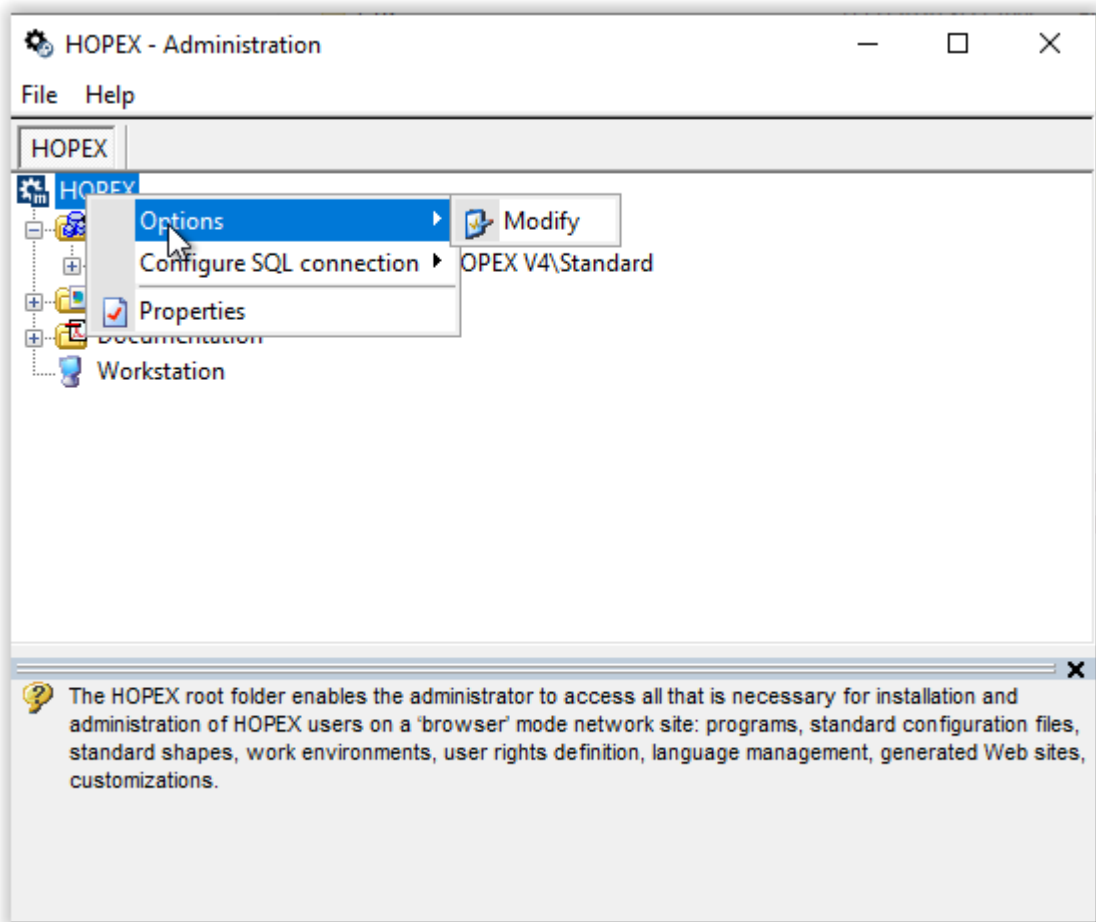 HOPEX - Administration
File Help
HOPEX
HOPEX
Options
Modify
Configure SQL connection
OPEX V4\Standard
Properties
Documentation
Workstation
The HOPEX root folder enables the administrator to access all that is necessary for installation and
administration of HOPEX users on a 'browser' mode network site: programs, standard configuration files,
standard shapes, work environments, user rights definition, language management, generated Web sites,
customizations.